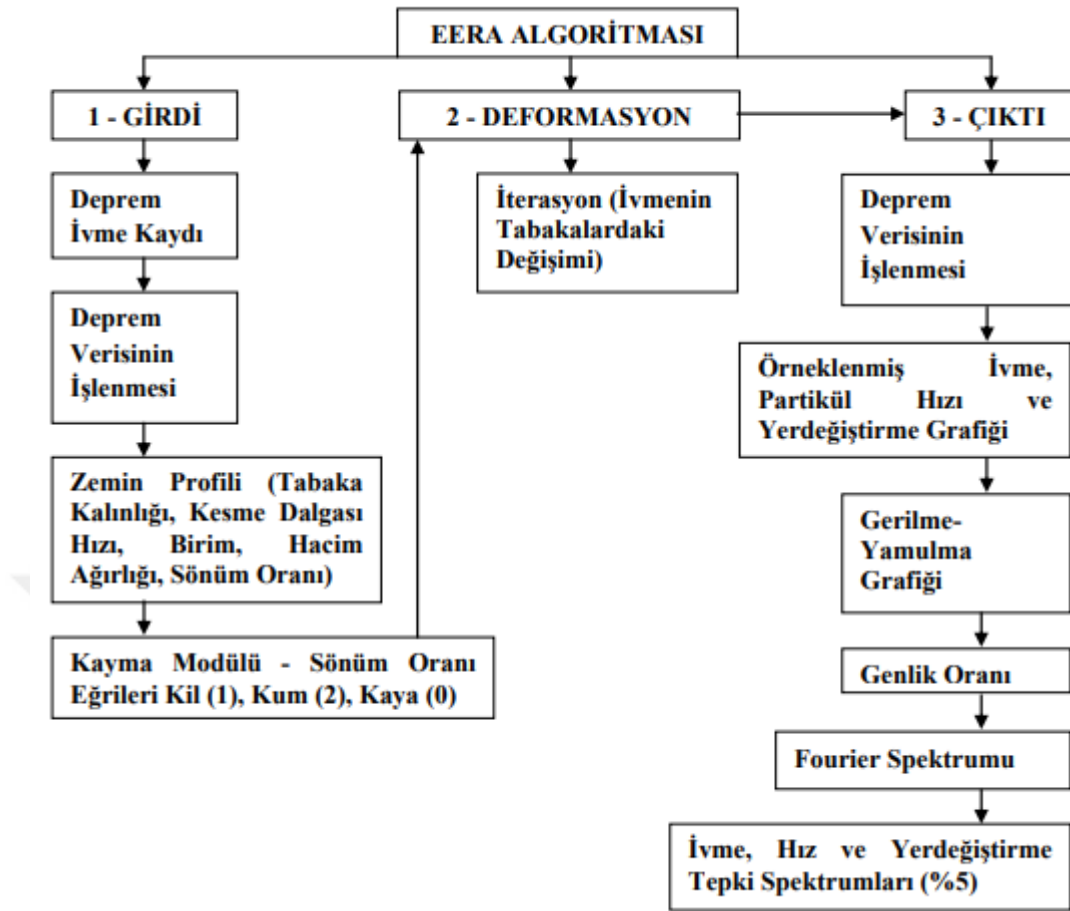 EERA ALGORİTMASI
1 - GİRDİ
Deprem
İvme Kaydı
Deprem
Verisinin
İşlenmesi
Zemin Profili (Tabaka
Kalınlığı, Kesme Dalgası
Hızı, Birim, Hacim
Ağırlığı, Sönüm Oranı)
Kayma Modülü - Sönüm Oranı
Eğrileri Kil (1), Kum (2), Kaya (0)
2 - DEFORMASYON
İterasyon (İvmenin
Tabakalardaki
Değişimi)
3 - ÇIKTI
Deprem
Verisinin
İşlenmesi
Örneklenmiş İvme,
Partikül Hızı ve
Yerdeğiştirme Grafiği
Gerilme-
Yamulma
Grafiği
Genlik Oranı
Fourier Spektrumu
İvme, Hız ve Yerdeğiştirme
Tepki Spektrumları (%5)